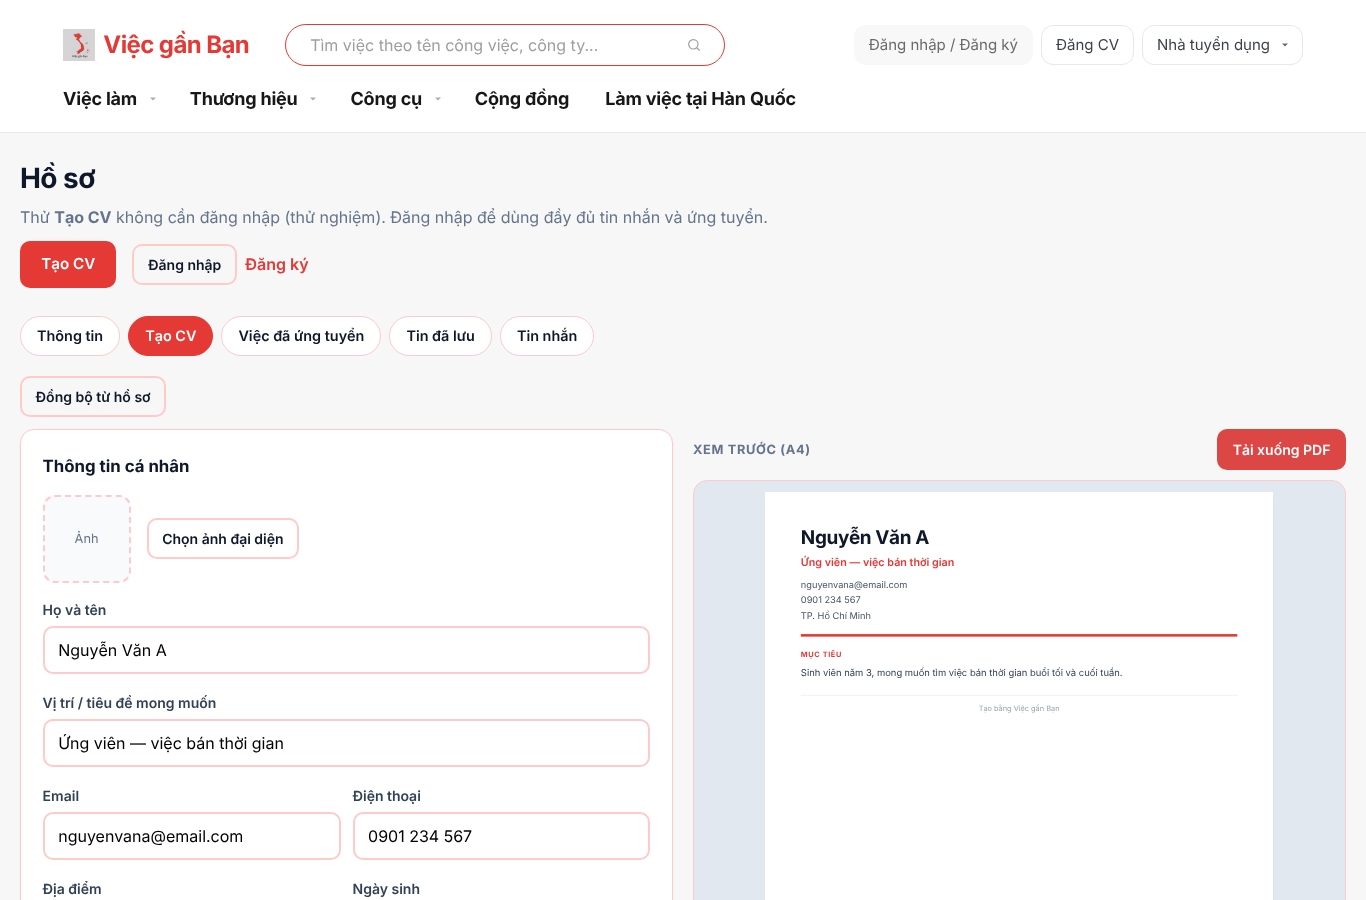 Việc gần Bạn
Tìm việc theo tên công việc, công ty...
Đăng nhập / Đăng ký
Đăng CV
Nhà tuyển dụng
Việc làm
Thương hiệu
Công cụ
Cộng đồng
Làm việc tại Hàn Quốc
Hồ sơ
Thử Tạo CV không cần đăng nhập (thử nghiệm). Đăng nhập để dùng đầy đủ tin nhắn và ứng tuyển.
Tạo CV
Đăng nhập
Đăng ký
Thông tin
Tạo CV
Việc đã ứng tuyển
Tin đã lưu
Tin nhắn
Đồng bộ từ hồ sơ
Thông tin cá nhân
Ảnh
Chọn ảnh đại diện
Họ và tên
Nguyễn Văn A
Vị trí / tiêu đề mong muốn
Ứng viên — việc bán thời gian
Email
Điện thoại
nguyenvana@email.com
0901 234 567
Địa điểm
Ngày sinh
XEM TRƯỚC (A4)
Tải xuống PDF
Nguyễn Văn A
Ứng viên — việc bán thời gian
nguyenvana@email.com
0901 234 567
TP. Hồ Chí Minh
MỤC TIÊU
Sinh viên năm 3, mong muốn tìm việc bán thời gian buổi tối và cuối tuần.
Tạo bằng Việc gần Bạn